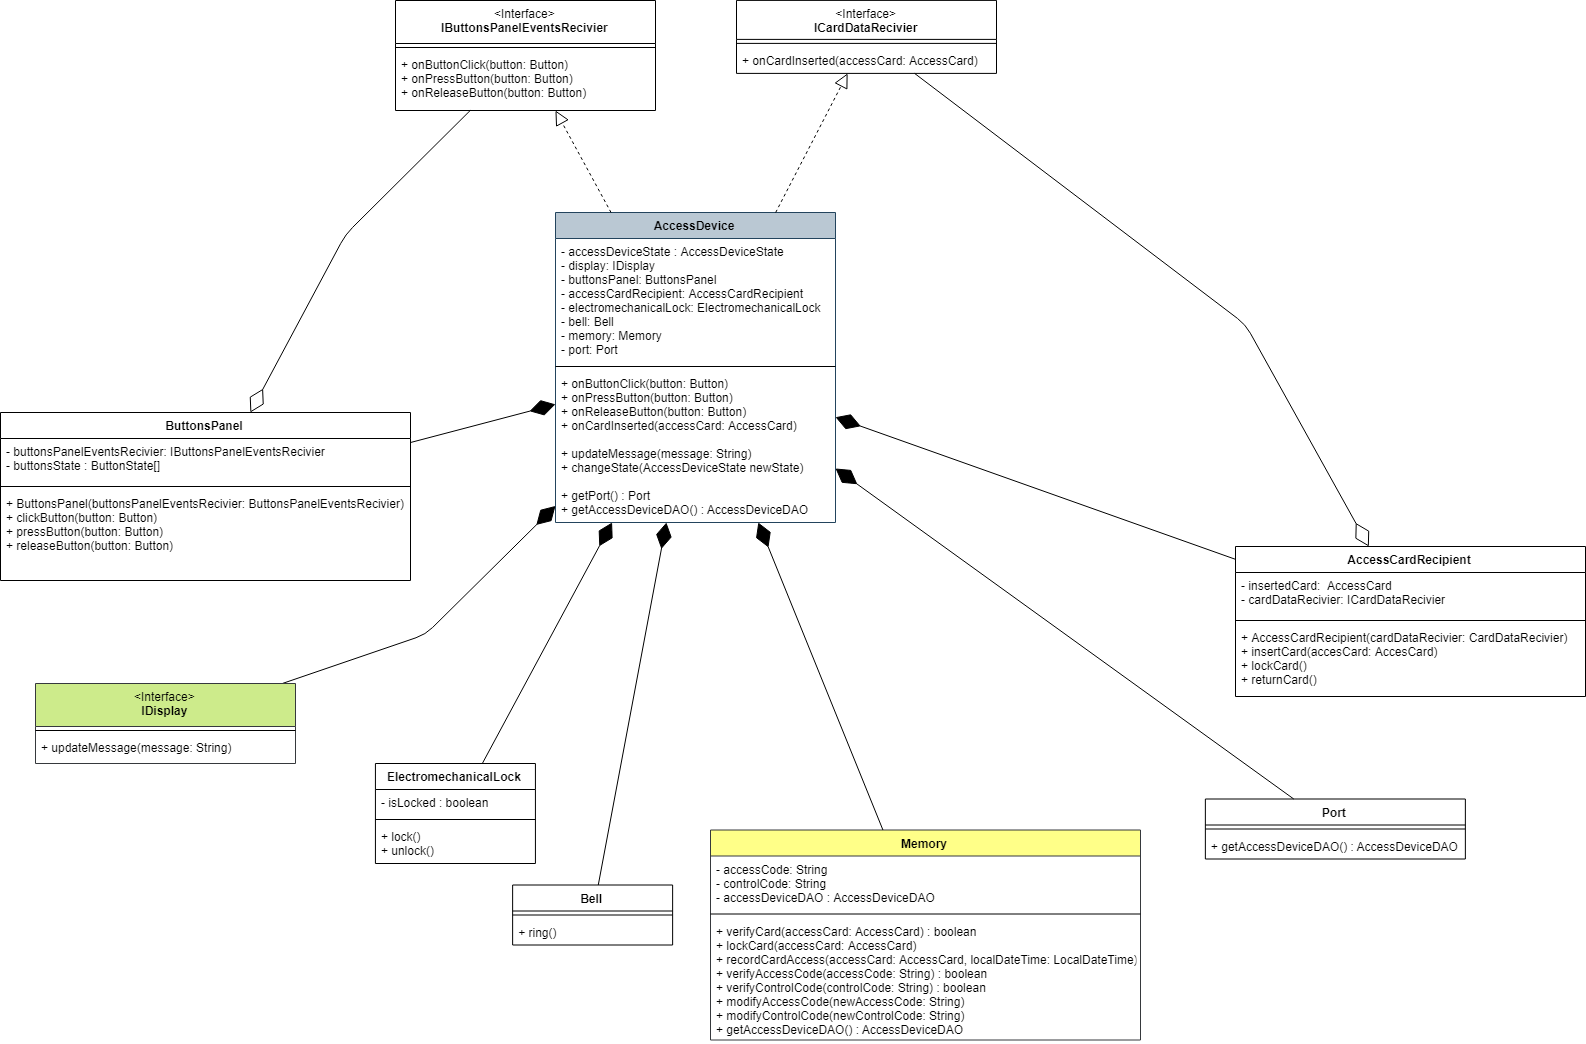 <Interface>
IButtonsPanelEventsRecivier
+ onButtonClick(button: Button)
+ onPressButton(button: Button)
+ onReleaseButton(button: Button)
<Interface>
ICardDataRecivier
+ onCardInserted(accessCard: AccessCard)
AccessDevice
- accessDeviceState : AccessDeviceState
- display: IDisplay
- buttonsPanel: ButtonsPanel
- accessCardRecipient: AccessCardRecipient
- electromechanicalLock: ElectromechanicalLock
- bell: Bell
- memory: Memory
- port: Port
+ onButtonClick(button: Button)
+ onPressButton(button: Button)
+ onReleaseButton(button: Button)
+ onCardInserted(accessCard: AccessCard)
+ updateMessage(message: String)
+ changeState(AccessDeviceState newState)
+ getPort() : Port
+ getAccessDeviceDAO() : AccessDeviceDAO
ButtonsPanel
- buttonsPanelEventsRecivier: IButtonsPanelEventsRecivier
- buttonsState : ButtonState[]
+ ButtonsPanel(buttonsPanelEventsRecivier: ButtonsPanelEventsRecivier)
+ clickButton(button: Button)
+ pressButton(button: Button)
+ releaseButton(button: Button)
AccessCardRecipient
- insertedCard:  AccessCard
- cardDataRecivier: ICardDataRecivier
+ AccessCardRecipient(cardDataRecivier: CardDataRecivier)
+ insertCard(accesCard: AccesCard)
+ lockCard()
+ returnCard()
<Interface>
IDisplay
+ updateMessage(message: String)
ElectromechanicalLock
- isLocked : boolean
+ lock()
+ unlock()
Bell
+ ring()
Memory
- accessCode: String
- controlCode: String
- accessDeviceDAO : AccessDeviceDAO
+ verifyCard(accessCard: AccessCard) : boolean
+ lockCard(accessCard: AccessCard)
+ recordCardAccess(accessCard: AccessCard, localDateTime: LocalDateTime)
+ verifyAccessCode(accessCode: String) : boolean
+ verifyControlCode(controlCode: String) : boolean
+ modifyAccessCode(newAccessCode: String)
+ modifyControlCode(newControlCode: String)
+ getAccessDeviceDAO() : AccessDeviceDAO
Port
+ getAccessDeviceDAO() : AccessDeviceDAO